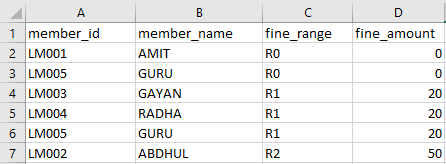 A B C D
1 member_id member_name fine_range fine_amount
2 LM001 AMIT R0 0
3 LM005 GURU R0 0
4 LM003 GAYAN R1 20
5 LM004 RADHA R1 20
6 LM005 GURU R1 20
7 LM002 ABDHUL R2 50